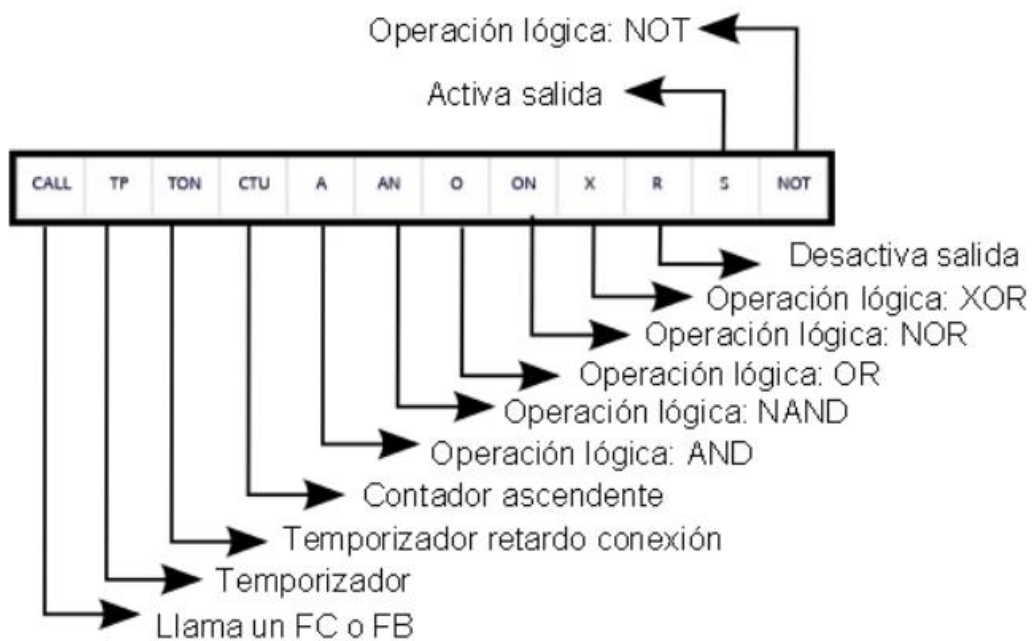 Operación lógica: NOT
Activa salida
CALL TP TON CTU A AN O ON X R S NOT
Desactiva salida
Operación lógica: XOR
Operación lógica: NOR
Operación lógica: OR
Operación lógica: NAND
Operación lógica: AND
Contador ascendente
Temporizador retardo conexión
Temporizador
Llama un FC o FB